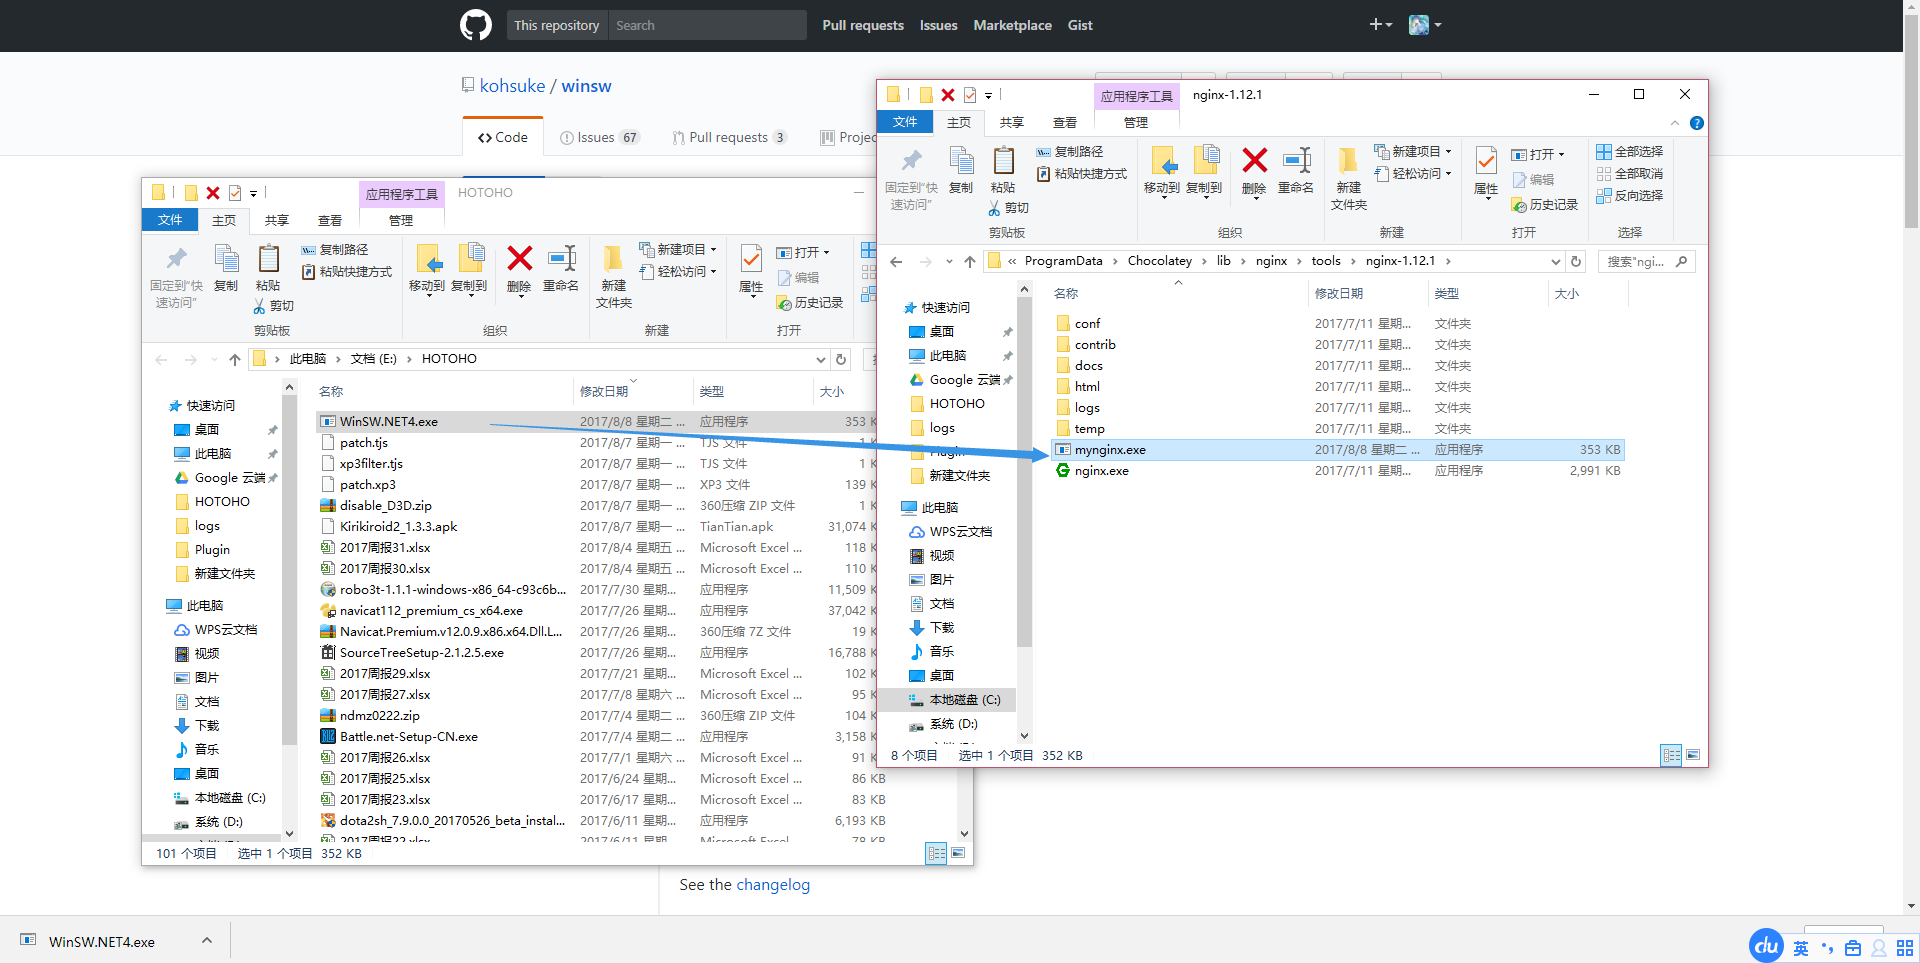 This repository
Search
Pull requests
Issues
Marketplace
Gist
kohsuke / winsw
Code
Issues 67
Pull requests 3
Projec
应用程序工具
HOTOHO
文件
主页
共享
查看
管理
固定到“快
速访问”
复制
粘贴
复制路径
粘贴快捷方式
剪切
剪贴板
移动到
复制到
删除
重命名
组织
新建
文件夹
新建项目
轻松访问
新建
属性
打开
编辑
历史记录
打开
此电脑 › 文档 (E:) › HOTOHO
快速访问
桌面
此电脑
Google 云端
HOTOHO
logs
Plugin
新建文件夹
此电脑
WPS云文档
视频
图片
文档
下载
音乐
桌面
本地磁盘 (C:)
系统 (D:)
名称 修改日期 类型 大小
WinSW.NET4.exe 2017/8/8 星期二 ... 应用程序 353 K
patch.tjs 2017/8/7 星期一 ... TJS 文件 1
xp3filter.tjs 2017/8/7 星期一 ... TJS 文件 1 K
patch.xp3 2017/8/7 星期一 ... XP3 文件 139 K
disable_D3D.zip 2017/8/7 星期一 ... 360压缩 ZIP 文件 1 K
Kirikiroid2_1.3.3.apk 2017/8/7 星期一 ... TianTian.apk 31,074 K
2017周报31.xlsx 2017/8/4 星期五 ... Microsoft Excel ... 118 K
2017周报30.xlsx 2017/8/4 星期五 ... Microsoft Excel ... 110 K
robo3t-1.1.1-windows-x86_64-c93c6b... 2017/7/30 星期... 应用程序 11,509 K
navicat112_premium_cs_x64.exe 2017/7/26 星期... 应用程序 37,042 K
Navicat.Premium.v12.0.9.x86.x64.Dll.L... 2017/7/26 星期... 360压缩 7Z 文件 19 K
SourceTreeSetup-2.1.2.5.exe 2017/7/26 星期... 应用程序 16,788 K
2017周报29.xlsx 2017/7/21 星期... Microsoft Excel ... 102 K
2017周报27.xlsx 2017/7/8 星期六 ... Microsoft Excel ... 95 K
ndmz0222.zip 2017/7/4 星期二 ... 360压缩 ZIP 文件 104 K
Battle.net-Setup-CN.exe 2017/7/4 星期二 ... 应用程序 3,158 K
2017周报26.xlsx 2017/7/1 星期六 ... Microsoft Excel ... 91 K
2017周报25.xlsx 2017/6/24 星期... Microsoft Excel ... 86 KB
2017周报23.xlsx 2017/6/17 星期... Microsoft Excel ... 83 KB
dota2sh_7.9.0.0_20170526_beta_instal... 2017/6/11 星期... 应用程序 6,193 KB
2017周报22.xlsx 2017/6/11 星期... Microsoft Excel ... 78 KB
101 个项目 选中 1 个项目 352 KB
应用程序工具
nginx-1.12.1
文件
主页
共享
查看
管理
固定到“快
速访问”
复制
粘贴
复制路径
粘贴快捷方式
剪切
剪贴板
移动到
复制到
删除
重命名
组织
新建
文件夹
新建项目
轻松访问
新建
属性
打开
编辑
历史记录
打开
全部选择
全部取消
反向选择
选择
« ProgramData › Chocolatey › lib › nginx › tools › nginx-1.12.1 ›
搜索"ngi...
快速访问
桌面
此电脑
Google 云端
HOTOHO
logs
Plugin
新建文件夹
此电脑
WPS云文档
视频
图片
文档
下载
音乐
桌面
本地磁盘 (C:)
系统 (D:)
名称 修改日期 类型 大小
conf 2017/7/11 星期... 文件夹
contrib 2017/7/11 星期... 文件夹
docs 2017/7/11 星期... 文件夹
html 2017/7/11 星期... 文件夹
logs 2017/7/11 星期... 文件夹
temp 2017/7/11 星期... 文件夹
mynginx.exe 2017/8/8 星期二 ... 应用程序 353 KB
nginx.exe 2017/7/11 星期... 应用程序 2,991 KB
8 个项目 选中 1 个项目 352 KB
See the changelog
WinSW.NET4.exe
du 英